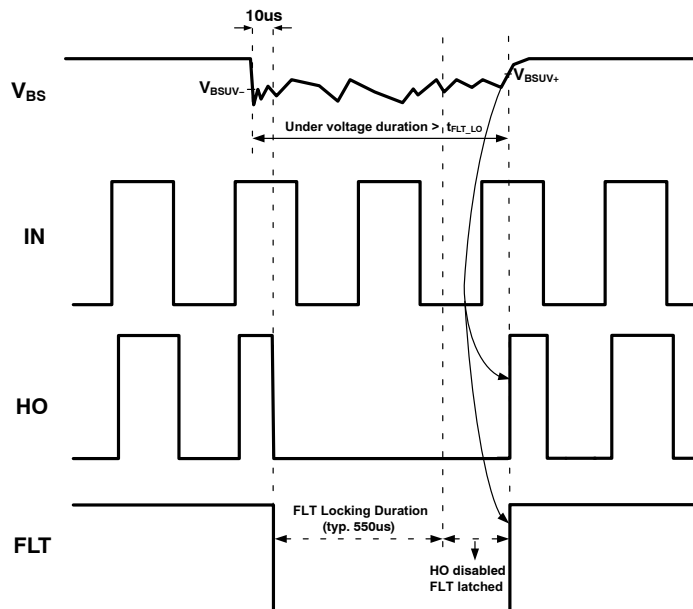 10us
VBS
VBSUV–
VBSUV+
Under voltage duration > tFLT_LO
IN
HO
FLT Locking Duration
(typ. 550us)
FLT
HO disabled
FLT latched